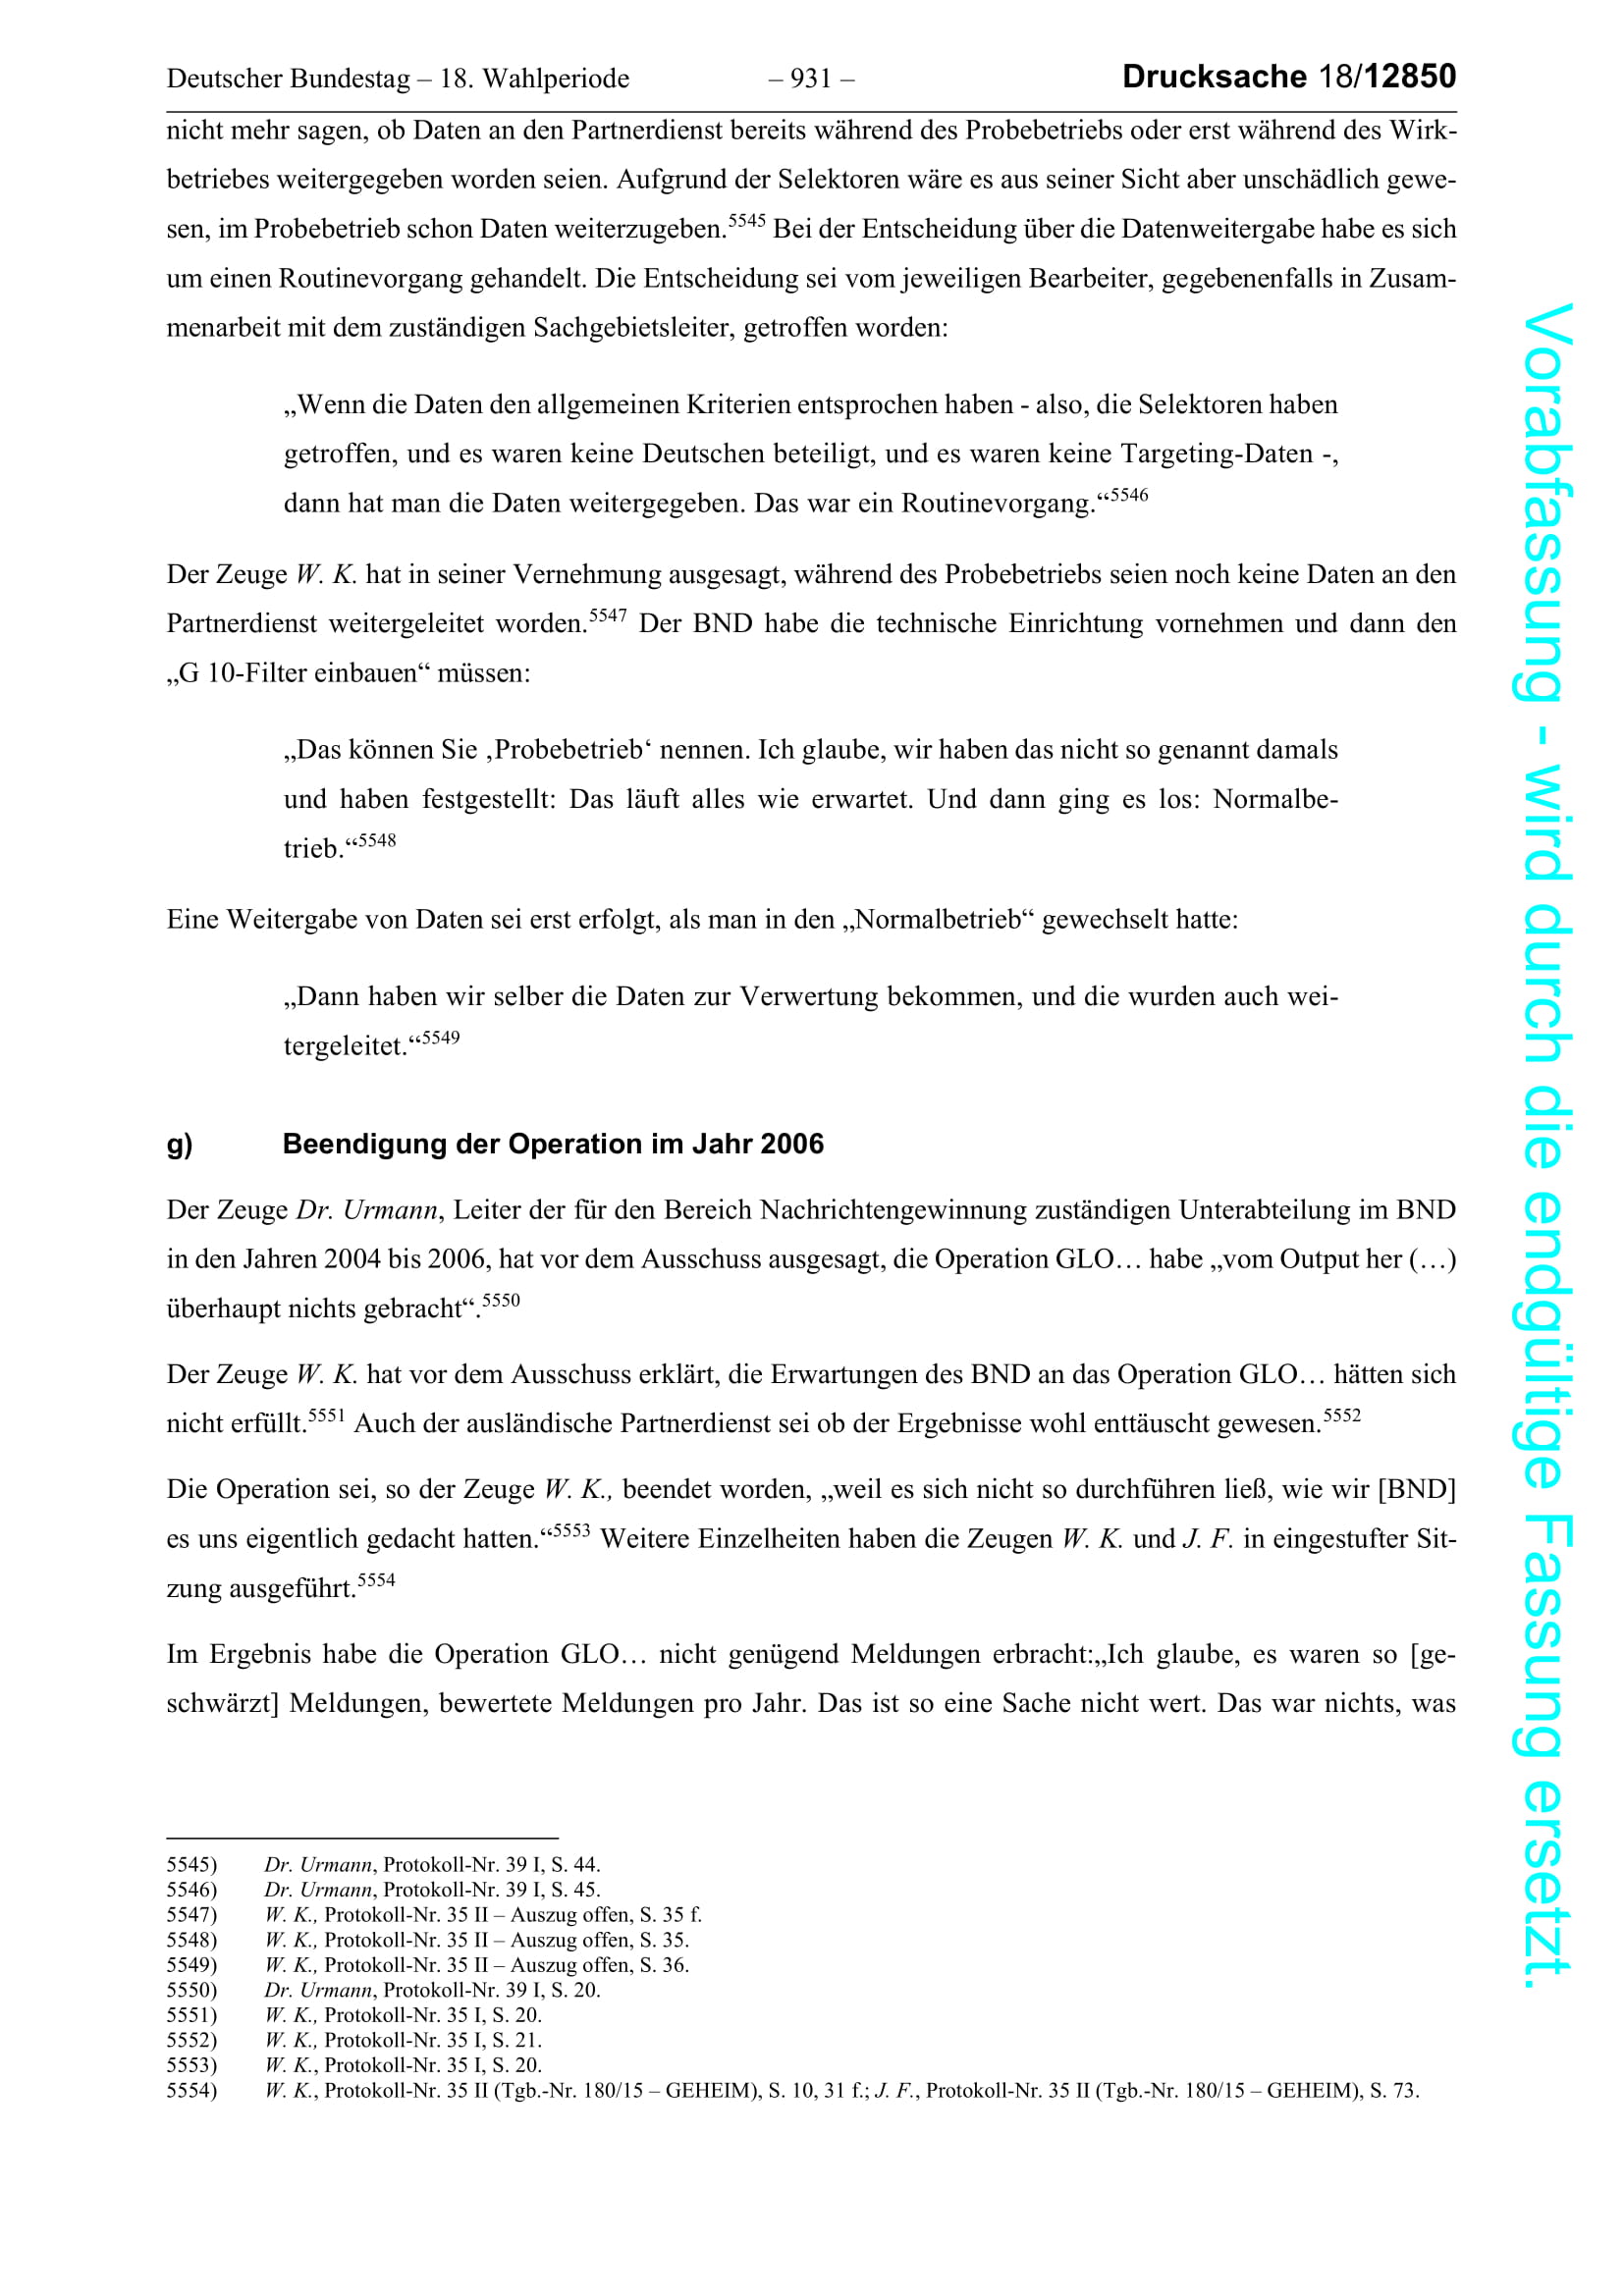 Deutscher Bundestag – 18. Wahlperiode – 931 – Drucksache 18/12850
nicht mehr sagen, ob Daten an den Partnerdienst bereits während des Probebetriebs oder erst während des Wirk-
betriebes weitergegeben worden seien. Aufgrund der Selektoren wäre es aus seiner Sicht aber unschädlich gewe-
sen, im Probebetrieb schon Daten weiterzugeben.5545 Bei der Entscheidung über die Datenweitergabe habe es sich
um einen Routinevorgang gehandelt. Die Entscheidung sei vom jeweiligen Bearbeiter, gegebenenfalls in Zusam-
menarbeit mit dem zuständigen Sachgebietsleiter, getroffen worden:
„Wenn die Daten den allgemeinen Kriterien entsprochen haben - also, die Selektoren haben
getroffen, und es waren keine Deutschen beteiligt, und es waren keine Targeting-Daten -,
dann hat man die Daten weitergegeben. Das war ein Routinevorgang.“5546
Der Zeuge W. K. hat in seiner Vernehmung ausgesagt, während des Probebetriebs seien noch keine Daten an den
Partnerdienst weitergeleitet worden.5547 Der BND habe die technische Einrichtung vornehmen und dann den
„G 10-Filter einbauen“ müssen:
„Das können Sie ‚Probebetrieb‘ nennen. Ich glaube, wir haben das nicht so genannt damals
und haben festgestellt: Das läuft alles wie erwartet. Und dann ging es los: Normalbe-
trieb.“5548
Eine Weitergabe von Daten sei erst erfolgt, als man in den „Normalbetrieb“ gewechselt hatte:
„Dann haben wir selber die Daten zur Verwertung bekommen, und die wurden auch wei-
tergeleitet.“5549
g) Beendigung der Operation im Jahr 2006
Der Zeuge Dr. Urmann, Leiter der für den Bereich Nachrichtengewinnung zuständigen Unterabteilung im BND
in den Jahren 2004 bis 2006, hat vor dem Ausschuss ausgesagt, die Operation GLO… habe „vom Output her (…)
überhaupt nichts gebracht“.5550
Der Zeuge W. K. hat vor dem Ausschuss erklärt, die Erwartungen des BND an das Operation GLO… hätten sich
nicht erfüllt.5551 Auch der ausländische Partnerdienst sei ob der Ergebnisse wohl enttäuscht gewesen.5552
Die Operation sei, so der Zeuge W. K., beendet worden, „weil es sich nicht so durchführen ließ, wie wir [BND]
es uns eigentlich gedacht hatten.“5553 Weitere Einzelheiten haben die Zeugen W. K. und J. F. in eingestufter Sit-
zung ausgeführt.5554
Im Ergebnis habe die Operation GLO… nicht genügend Meldungen erbracht:„Ich glaube, es waren so [ge-
schwärzt] Meldungen, bewertete Meldungen pro Jahr. Das ist so eine Sache nicht wert. Das war nichts, was
5545) Dr. Urmann, Protokoll-Nr. 39 I, S. 44.
5546) Dr. Urmann, Protokoll-Nr. 39 I, S. 45.
5547) W. K., Protokoll-Nr. 35 II – Auszug offen, S. 35 f.
5548) W. K., Protokoll-Nr. 35 II – Auszug offen, S. 35.
5549) W. K., Protokoll-Nr. 35 II – Auszug offen, S. 36.
5550) Dr. Urmann, Protokoll-Nr. 39 I, S. 20.
5551) W. K., Protokoll-Nr. 35 I, S. 20.
5552) W. K., Protokoll-Nr. 35 I, S. 21.
5553) W. K., Protokoll-Nr. 35 I, S. 20.
5554) W. K., Protokoll-Nr. 35 II (Tgb.-Nr. 180/15 – GEHEIM), S. 10, 31 f.; J. F., Protokoll-Nr. 35 II (Tgb.-Nr. 180/15 – GEHEIM), S. 73.
Vorabfassung - wird durch die endgültige Fassung ersetzt.